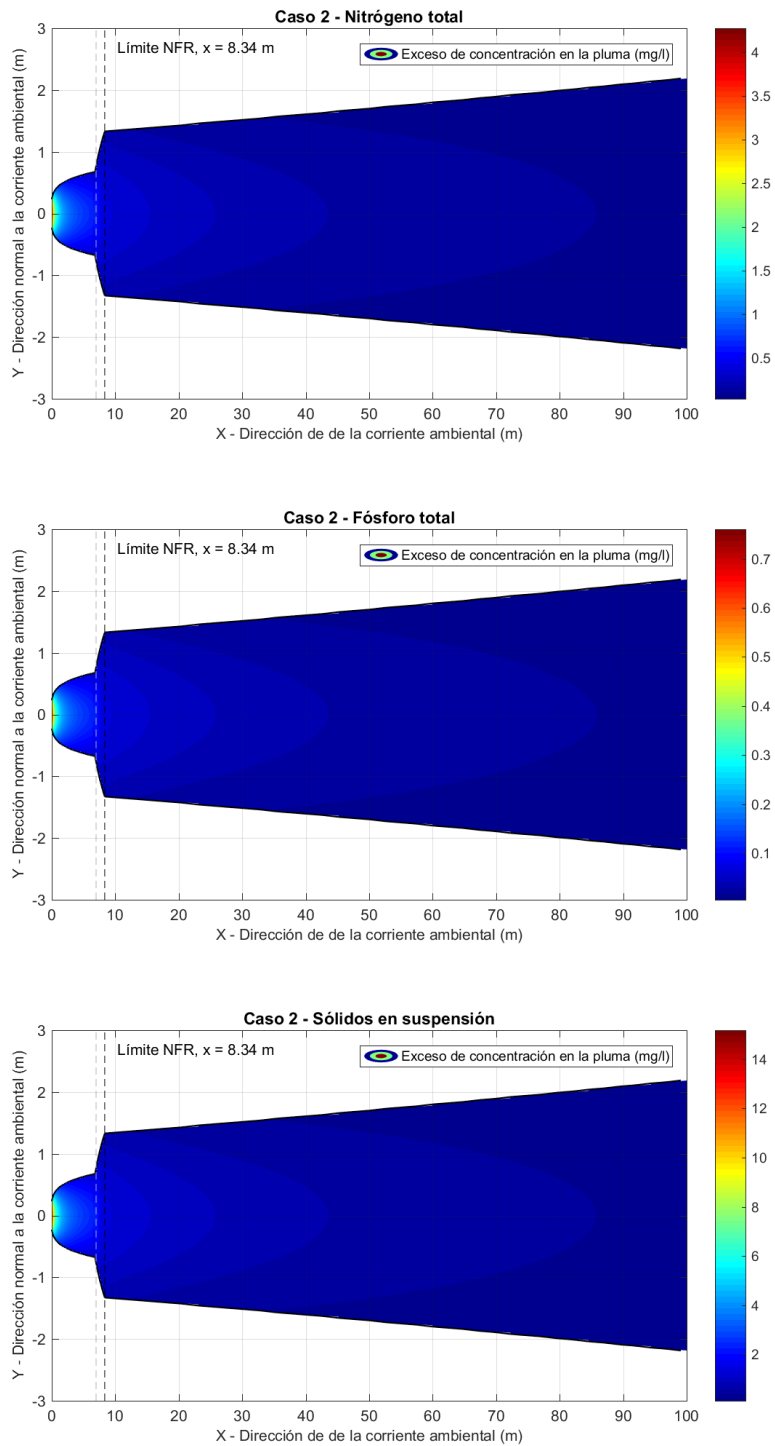 Caso 2 - Nitrógeno total
Límite NFR, x = 8.34 m
Exceso de concentración en la pluma (mg/l)
Y - Dirección normal a la corriente ambiental (m)
3
2
1
0
-1
-2
-3
0 10 20 30 40 50 60 70 80 90 100
X - Dirección de de la corriente ambiental (m)
4
3.5
3
2.5
2
1.5
1
0.5
Caso 2 - Fósforo total
Límite NFR, x = 8.34 m
Exceso de concentración en la pluma (mg/l)
Y - Dirección normal a la corriente ambiental (m)
3
2
1
0
-1
-2
-3
0 10 20 30 40 50 60 70 80 90 100
X - Dirección de de la corriente ambiental (m)
0.7
0.6
0.5
0.4
0.3
0.2
0.1
Caso 2 - Sólidos en suspensión
Límite NFR, x = 8.34 m
Exceso de concentración en la pluma (mg/l)
Y - Dirección normal a la corriente ambiental (m)
3
2
1
0
-1
-2
-3
0 10 20 30 40 50 60 70 80 90 100
X - Dirección de de la corriente ambiental (m)
14
12
10
8
6
4
2